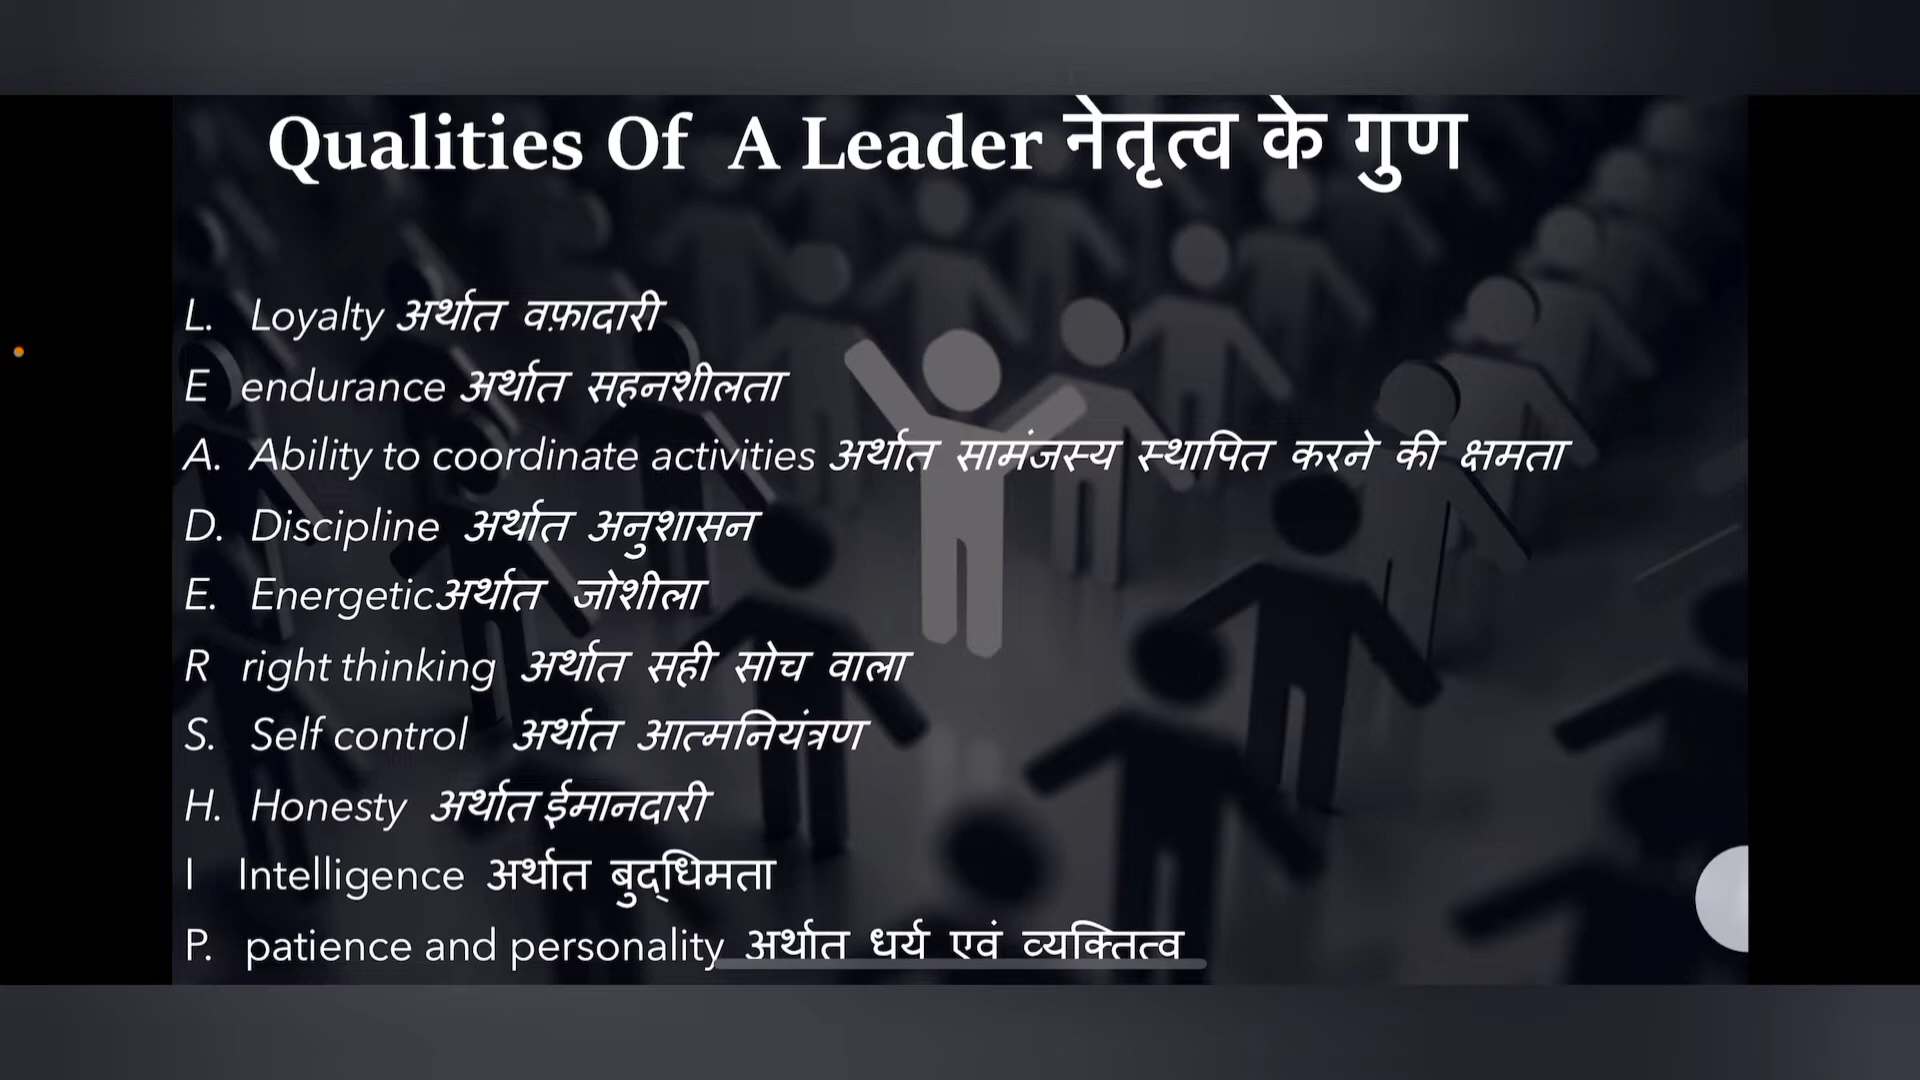 Qualities Of A Leader नेतृत्व के गुण
L. Loyalty अर्थात वफ़ादारी
E endurance अर्थात सहनशीलता
A. Ability to coordinate activities अर्थात सामंजस्य स्थापित करने की क्षमता
D. Discipline अर्थात अनुशासन
E. Energeticअर्थात जोशीला
R right thinking अर्थात सही सोच वाला
S. Self control अर्थात आत्मनियंत्रण
H. Honesty अर्थात ईमानदारी
I Intelligence अर्थात बुद्धिमता
P. patience and personality अर्थात धर्य एवं व्यक्तित्व